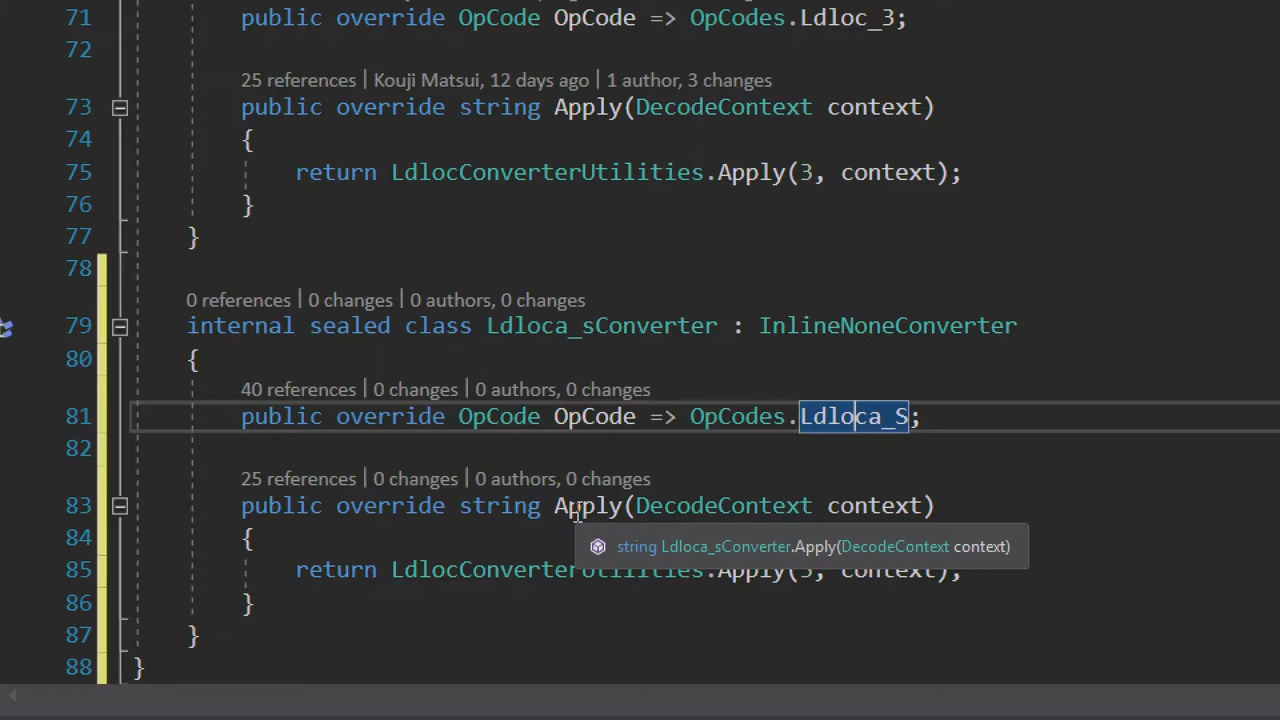 71 public override OpCode OpCode => OpCodes.Ldloc_3;
72
25 references | Kouji Matsui, 12 days ago | 1 author, 3 changes
73 public override string Apply(DecodeContext context)
74 {
75 return LdlocConverterUtilities.Apply(3, context);
76 }
77 }
78
0 references | 0 changes | 0 authors, 0 changes
79 internal sealed class Ldloca_sConverter : InlineNoneConverter
80 {
40 references | 0 changes | 0 authors, 0 changes
81 public override OpCode OpCode => OpCodes.Ldloca_S;
82
25 references | 0 changes | 0 authors, 0 changes
83 public override string Apply(DecodeContext context)
84 {
string Ldloca_sConverter.Apply(DecodeContext context)
85 return LdlocConverterUtilities.Apply(3, context);
86 }
87 }
88 }